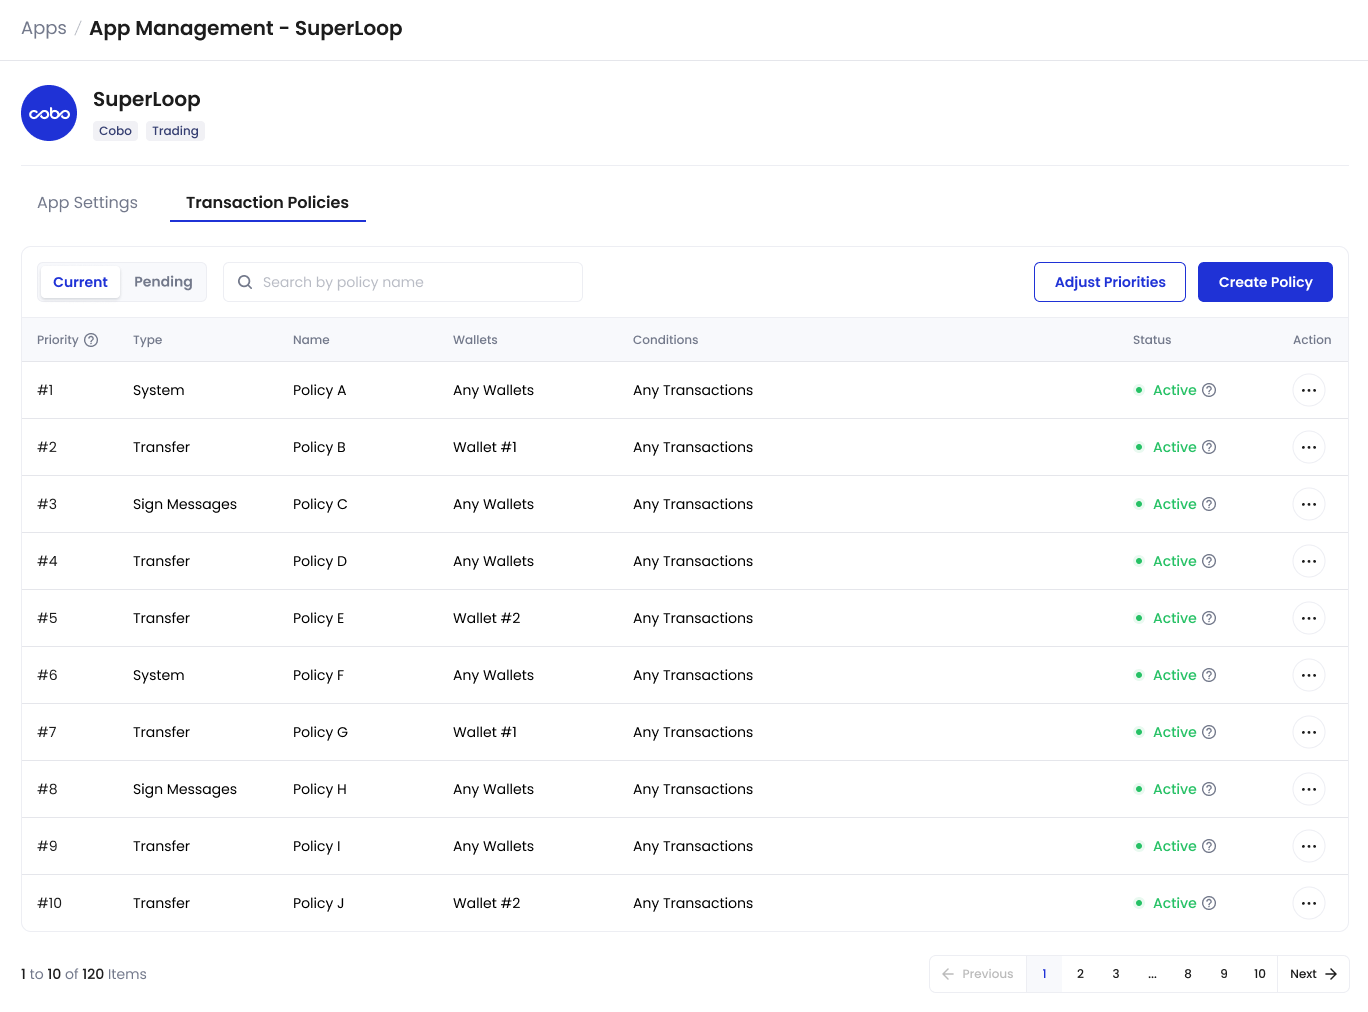 Apps / App Management - SuperLoop
cobo
SuperLoop
Cobo Trading
App Settings Transaction Policies
Current Pending Search by policy name Adjust Priorities Create Policy
Priority Type Name Wallets Conditions Status Action
#1 System Policy A Any Wallets Any Transactions Active
#2 Transfer Policy B Wallet #1 Any Transactions Active
#3 Sign Messages Policy C Any Wallets Any Transactions Active
#4 Transfer Policy D Any Wallets Any Transactions Active
#5 Transfer Policy E Wallet #2 Any Transactions Active
#6 System Policy F Any Wallets Any Transactions Active
#7 Transfer Policy G Wallet #1 Any Transactions Active
#8 Sign Messages Policy H Any Wallets Any Transactions Active
#9 Transfer Policy I Any Wallets Any Transactions Active
#10 Transfer Policy J Wallet #2 Any Transactions Active
1 to 10 of 120 Items Previous 1 2 3 ... 8 9 10 Next